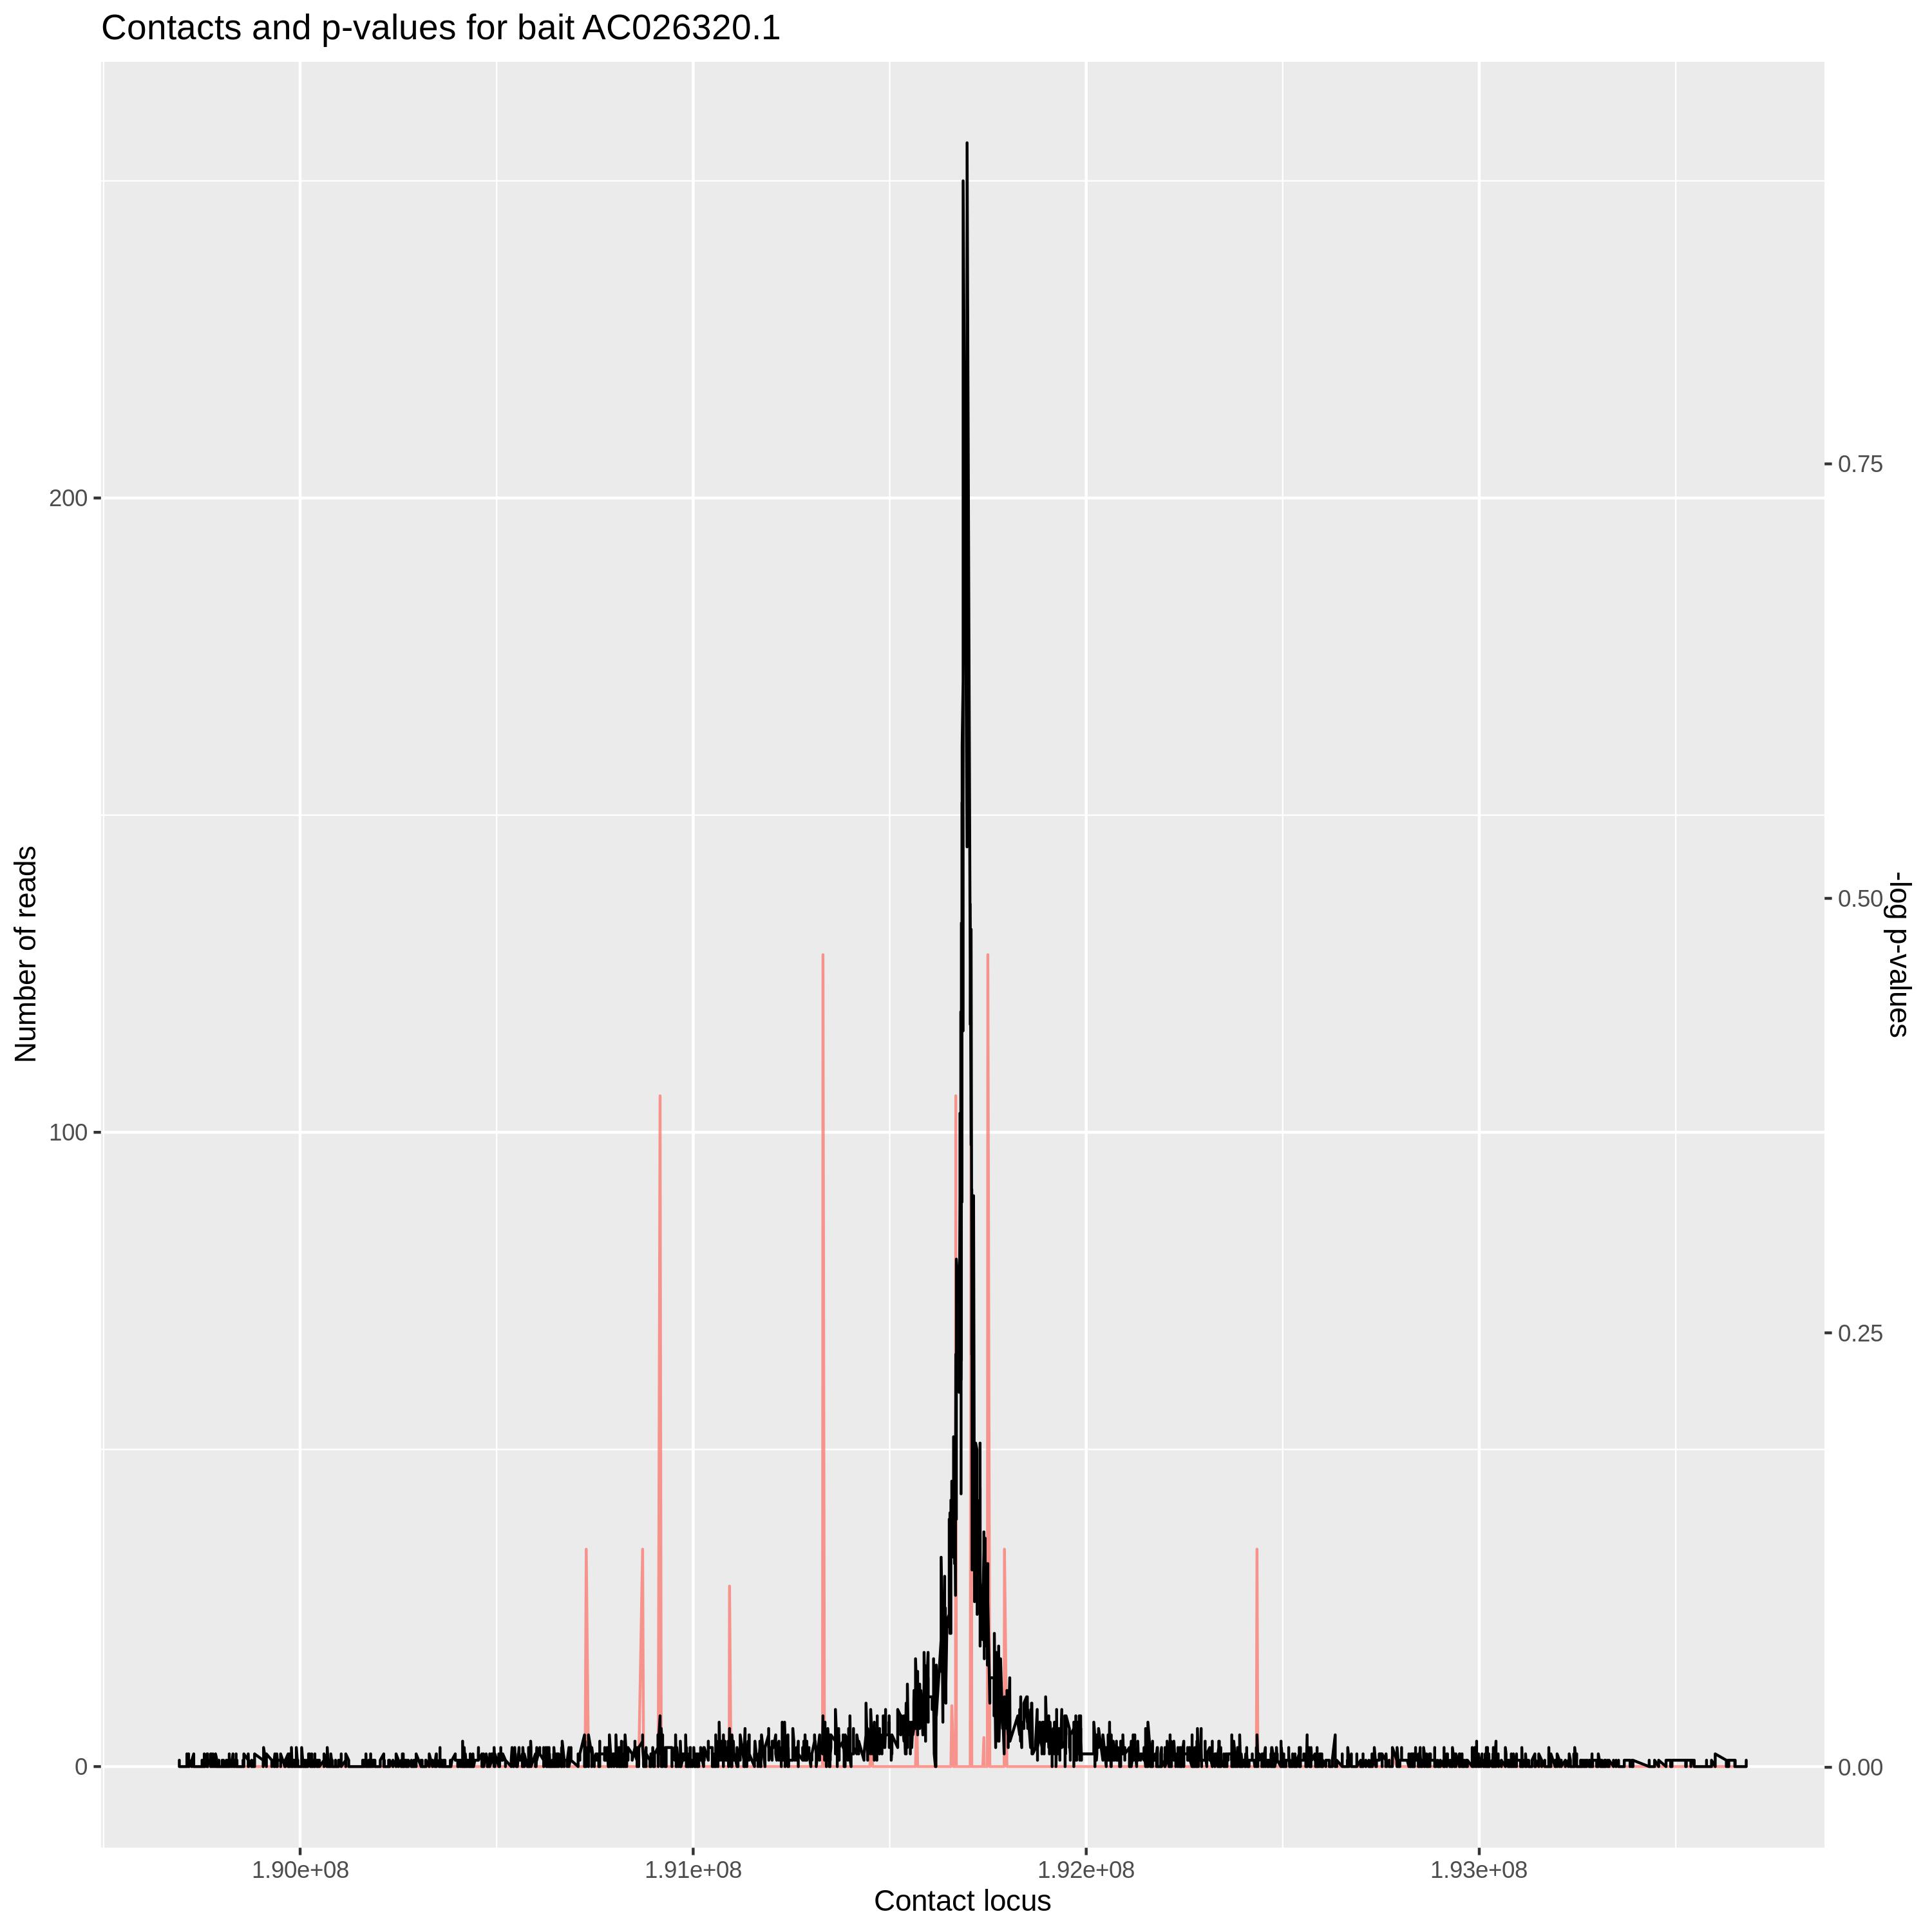 Contacts and p-values for bait AC026320.1
200
100
0
Number of reads
0.75
0.50
0.25
0.00
-log p-values
1.90e+08
1.91e+08
1.92e+08
1.93e+08
Contact locus